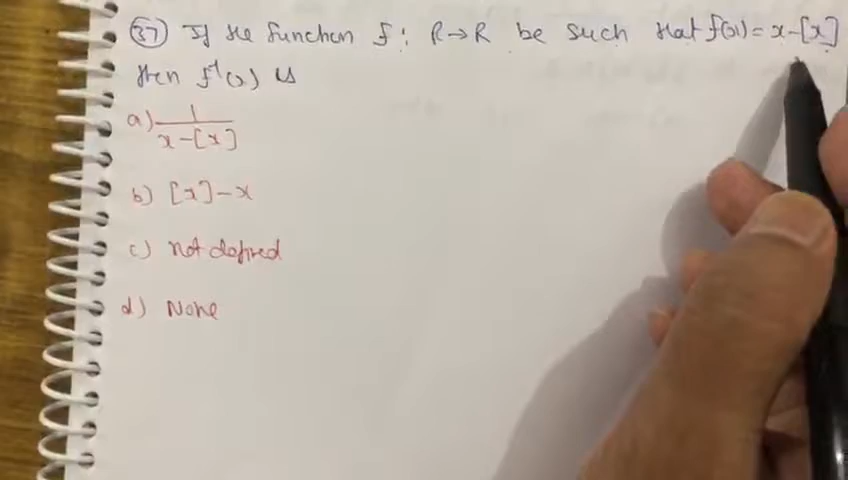 (37) If the function f: R→R be such that f(x) = x-[x]
then f⁻¹(x) is
a) 1/(x-[x])
b) [x]-x
c) not defined
d) None